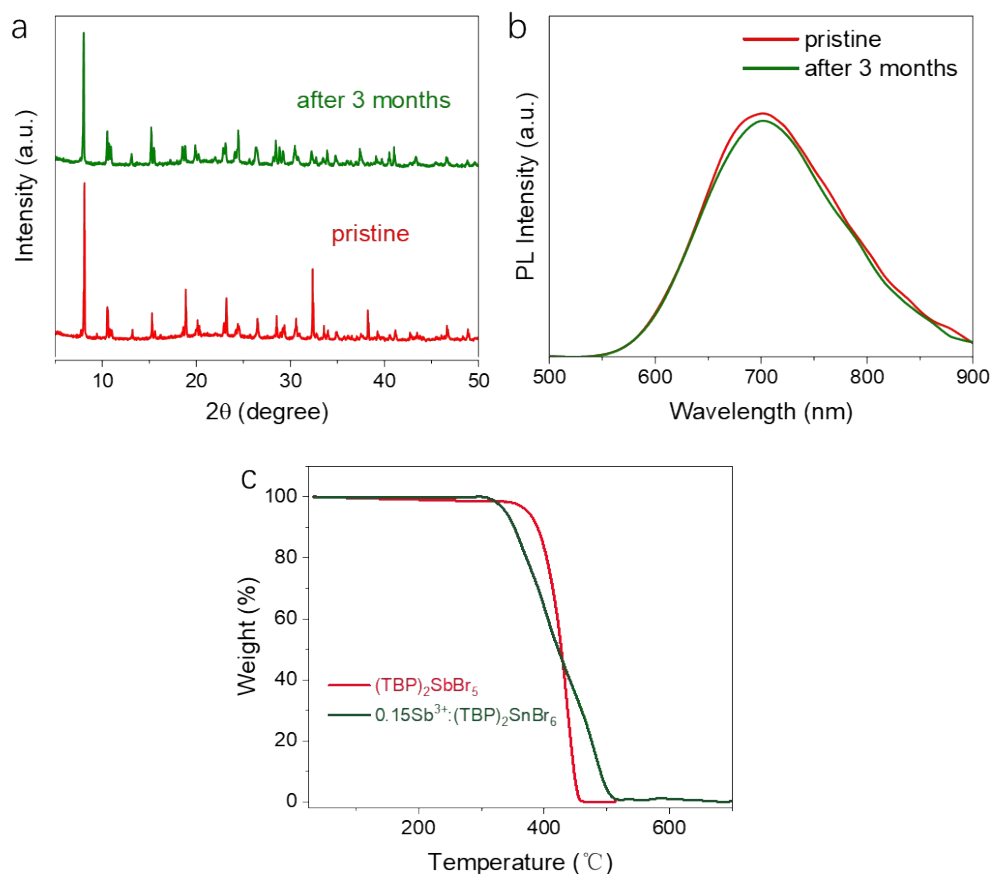 a
Intensity (a.u.)
after 3 months
pristine
10 20 30 40 50
2θ (degree)
b
PL Intensity (a.u.)
pristine
after 3 months
500 600 700 800 900
Wavelength (nm)
c
Weight (%)
100
80
60
40
20
0
(TBP)₂SbBr₅
0.15Sb³⁺:(TBP)₂SnBr₆
200 400 600
Temperature (℃)